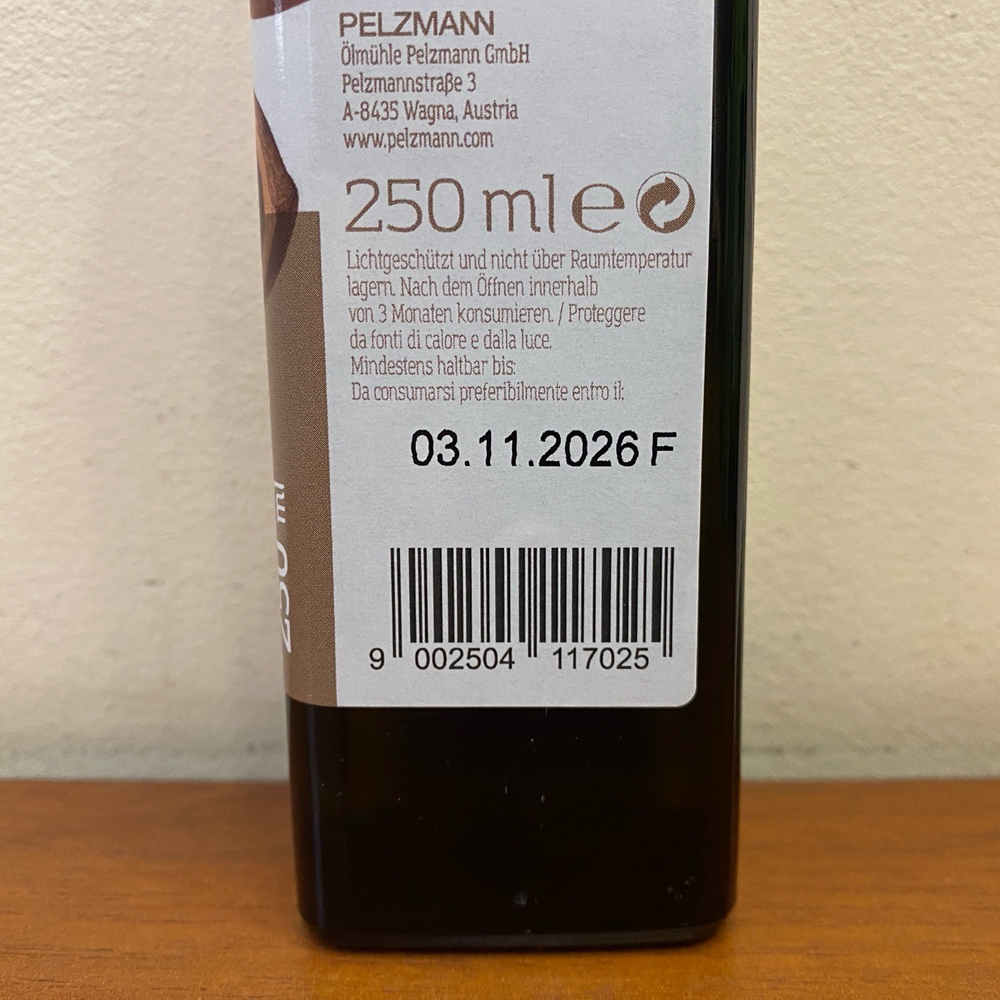 PELZMANN
Ölmühle Pelzmann GmbH
Pelzmannstraße 3
A-8435 Wagna, Austria
www.pelzmann.com
250 ml e
Lichtgeschützt und nicht über Raumtemperatur
lagern. Nach dem Öffnen innerhalb
von 3 Monaten konsumieren. / Proteggere
da fonti di calore e dalla luce.
Mindestens haltbar bis:
Da consumarsi preferibilmente entro il:
03.11.2026 F
9 002504 117025
250 ml